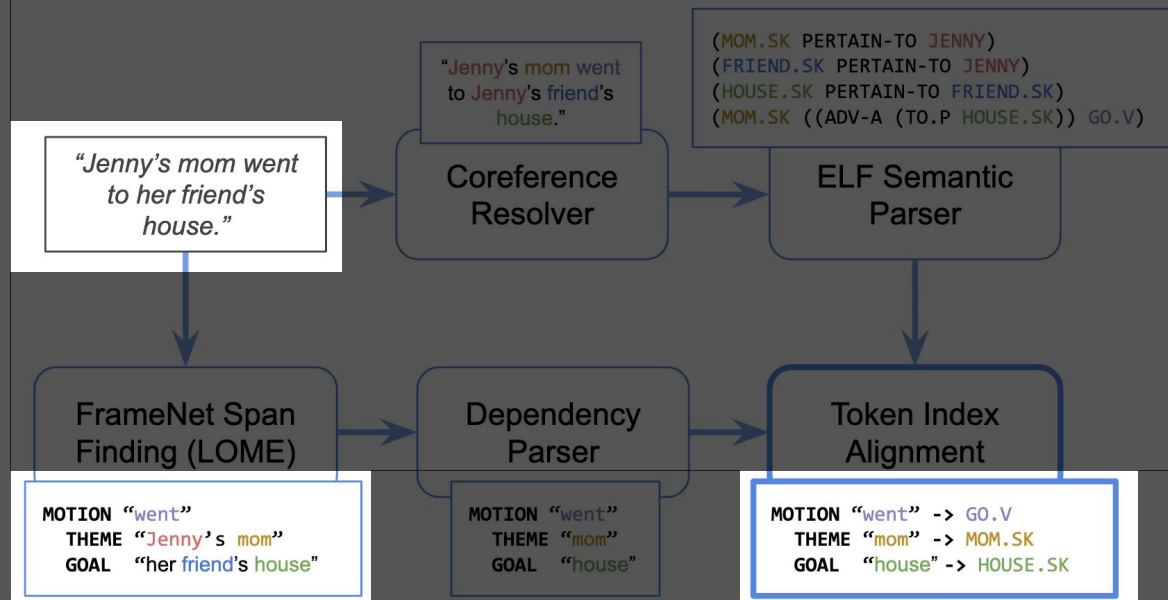 “Jenny’s mom went
to her friend’s
house.”
“Jenny’s mom went
to Jenny’s friend’s
house.”
Coreference
Resolver
(MOM.SK PERTAIN-TO JENNY)
(FRIEND.SK PERTAIN-TO JENNY)
(HOUSE.SK PERTAIN-TO FRIEND.SK)
(MOM.SK ((ADV-A (TO.P HOUSE.SK)) GO.V)
ELF Semantic
Parser
FrameNet Span
Finding (LOME)
MOTION “went”
THEME “Jenny’s mom”
GOAL “her friend’s house”
Dependency
Parser
MOTION “went”
THEME “mom”
GOAL “house”
Token Index
Alignment
MOTION “went” -> GO.V
THEME “mom” -> MOM.SK
GOAL “house” -> HOUSE.SK